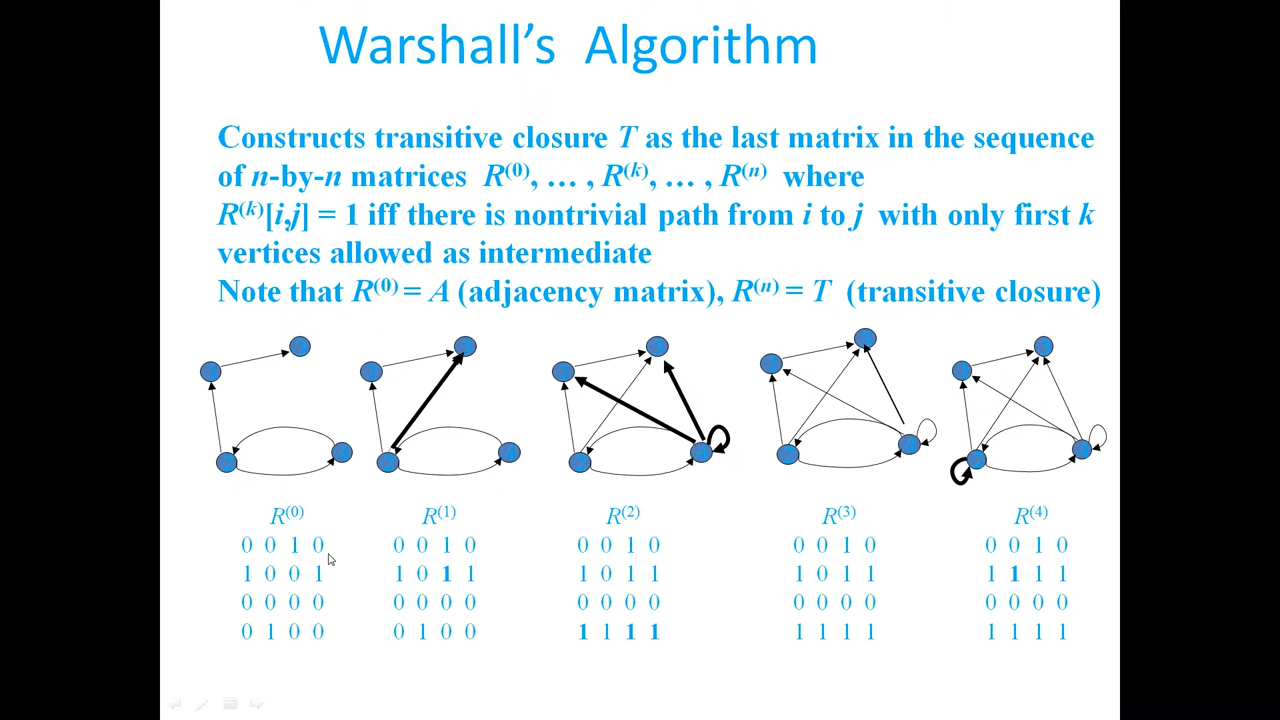 Warshall’s Algorithm
Constructs transitive closure T as the last matrix in the sequence
of n-by-n matrices R(0), … , R(k), … , R(n) where
R(k)[i,j] = 1 iff there is nontrivial path from i to j with only first k
vertices allowed as intermediate
Note that R(0) = A (adjacency matrix), R(n) = T (transitive closure)
R(0) R(1) R(2) R(3) R(4)
0 0 1 0 0 0 1 0 0 0 1 0 0 0 1 0 0 0 1 0
1 0 0 1 1 0 1 1 1 0 1 1 1 0 1 1 1 1 1 1
0 0 0 0 0 0 0 0 0 0 0 0 0 0 0 0 0 0 0 0
0 1 0 0 0 1 0 0 1 1 1 1 1 1 1 1 1 1 1 1